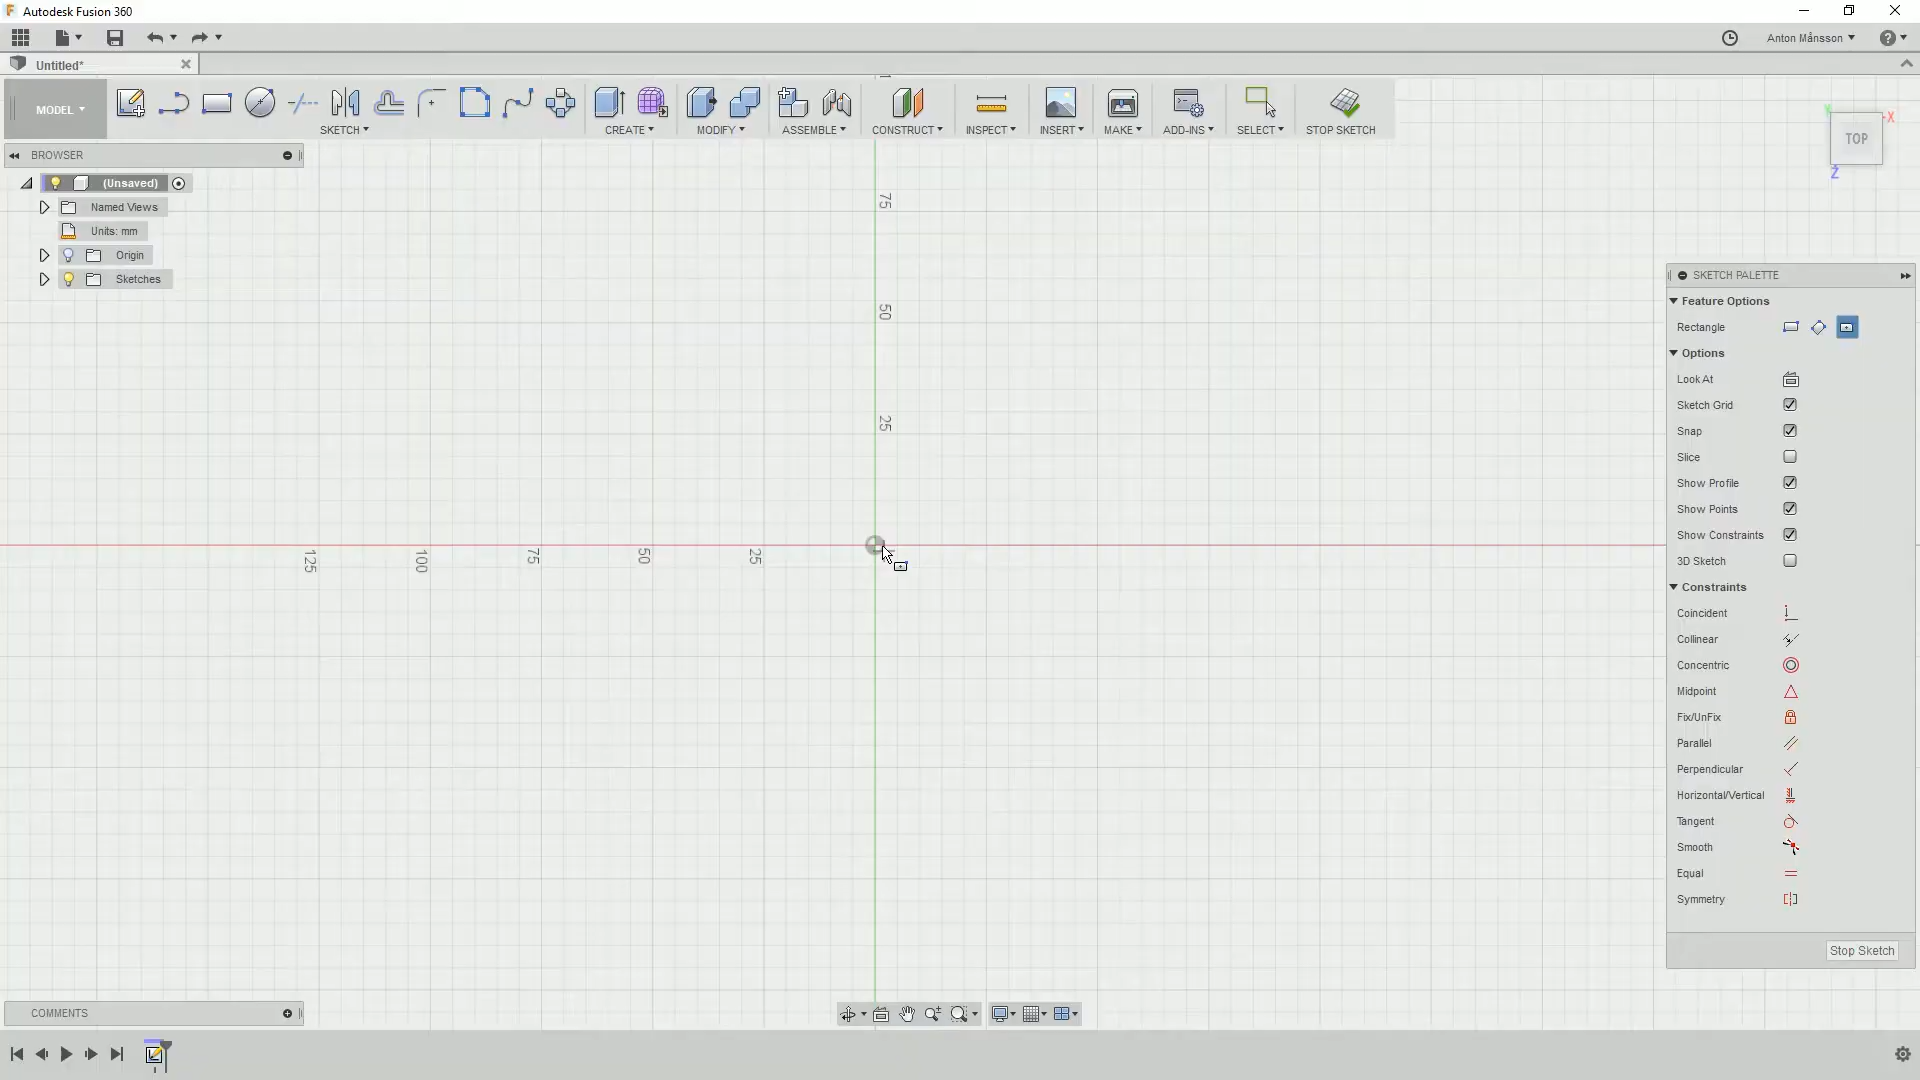 Autodesk Fusion 360
Anton Månsson
Untitled*
MODEL
SKETCH
CREATE
MODIFY
ASSEMBLE
CONSTRUCT
INSPECT
INSERT
MAKE
ADD-INS
SELECT
STOP SKETCH
BROWSER
(Unsaved)
Named Views
Units: mm
Origin
Sketches
X
Y
TOP
Z
75
50
25
125
100
75
50
25
SKETCH PALETTE
Feature Options
Rectangle
Options
Look At
Sketch Grid
Snap
Slice
Show Profile
Show Points
Show Constraints
3D Sketch
Constraints
Coincident
Collinear
Concentric
Midpoint
Fix/UnFix
Parallel
Perpendicular
Horizontal/Vertical
Tangent
Smooth
Equal
Symmetry
Stop Sketch
COMMENTS